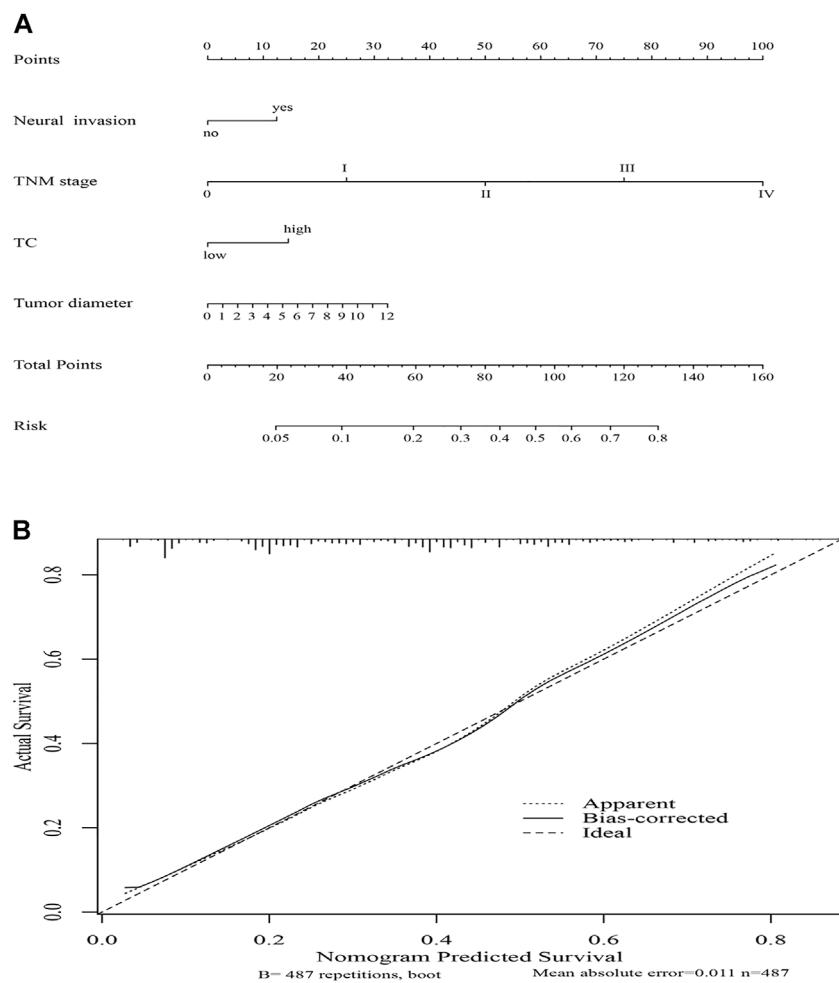 A
Points
0 10 20 30 40 50 60 70 80 90 100
Neural invasion
yes
no
TNM stage
I III
0 II IV
TC
high
low
Tumor diameter
0 1 2 3 4 5 6 7 8 9 10 12
Total Points
0 20 40 60 80 100 120 140 160
Risk
0.05 0.1 0.2 0.3 0.4 0.5 0.6 0.7 0.8
B
Actual Survival
0.8
0.6
0.4
0.2
0.0
Apparent
Bias-corrected
Ideal
0.0 0.2 0.4 0.6 0.8
Nomogram Predicted Survival
B= 487 repetitions, boot
Mean absolute error=0.011 n=487